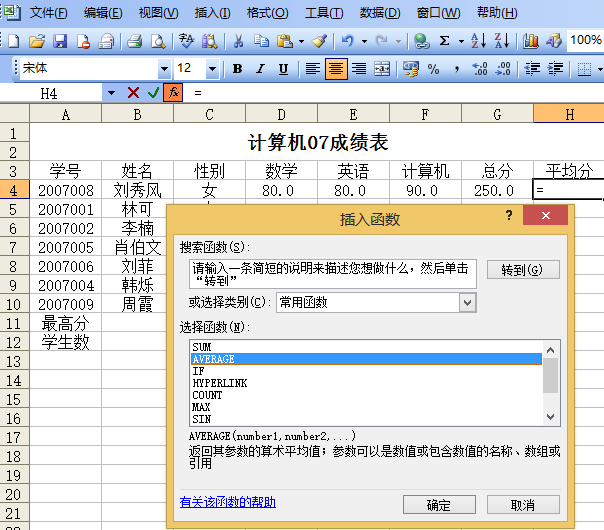 文件(F) 编辑(E) 视图(V) 插入(I) 格式(O) 工具(T) 数据(D) 窗口(W) 帮助(H)
100%
宋体 12 B I U
H4 =
A B C D E F G H
1 计算机07成绩表
2
3 学号 姓名 性别 数学 英语 计算机 总分 平均分
4 2007008 刘秀风 女 80.0 80.0 90.0 250.0 =
5 2007001 林可
6 2007002 李楠
7 2007005 肖伯文
8 2007006 刘菲
9 2007004 韩烁
10 2007009 周霞
11 最高分
12 学生数
13
14
15
16
17
18
19
20
21
插入函数 ?
搜索函数(S):
请输入一条简短的说明来描述您想做什么，然后单击
“转到”
转到(G)
或选择类别(C): 常用函数
选择函数(N):
SUM
AVERAGE
IF
HYPERLINK
COUNT
MAX
SIN
AVERAGE(number1,number2,...)
返回其参数的算术平均值；参数可以是数值或包含数值的名称、数组或
引用
有关该函数的帮助 确定 取消